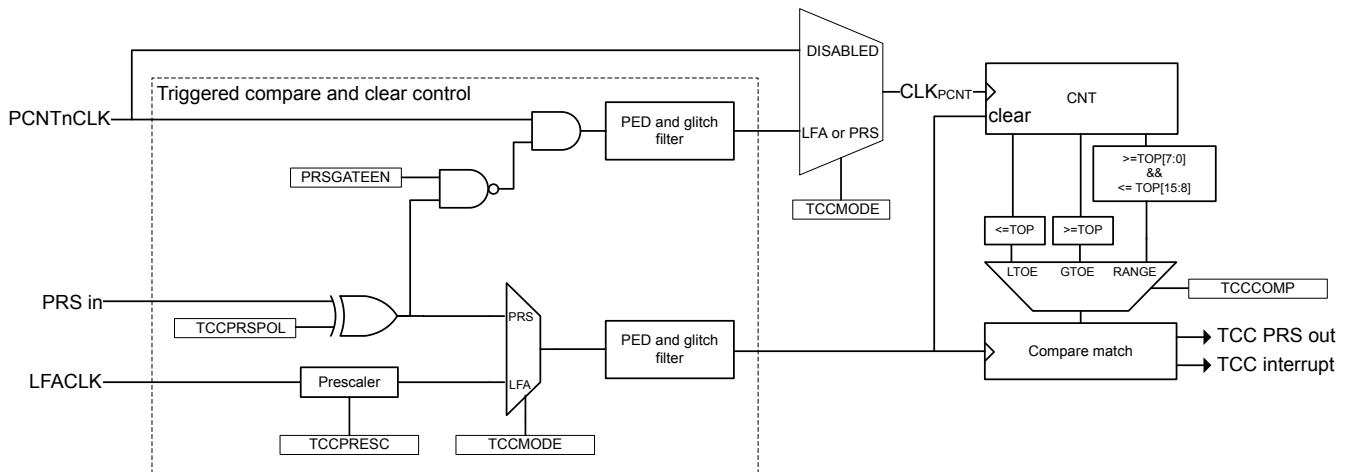 DISABLED
Triggered compare and clear control
CLKPCNT
CNT
PCNTnCLK
clear
PED and glitch
filter
LFA or PRS
>=TOP[7:0]
&&
<= TOP[15:8]
PRSGATEEN
TCCMODE
<=TOP
>=TOP
LTOE
GTOE
RANGE
TCCCOMP
PRS in
PRS
TCCPRSPOL
PED and glitch
filter
Compare match
TCC PRS out
TCC interrupt
LFACLK
Prescaler
LFA
TCCPRESC
TCCMODE